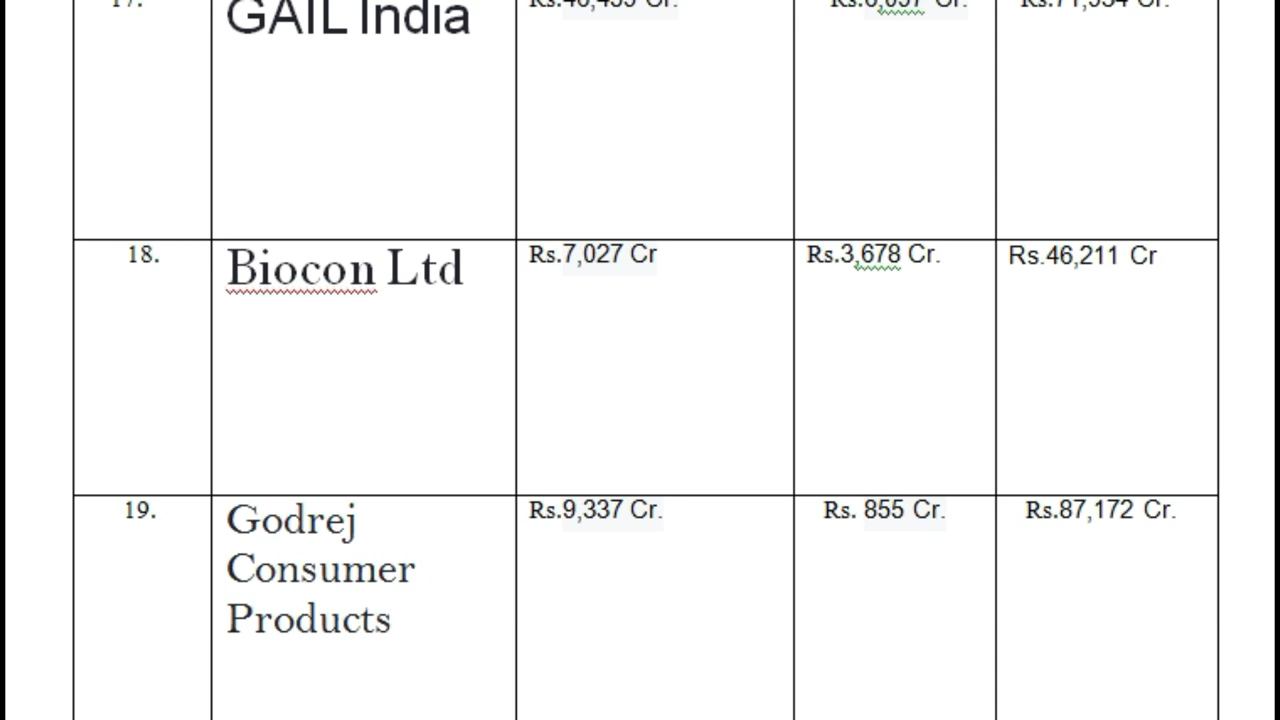 GAIL India
18. Biocon Ltd Rs.7,027 Cr Rs.3,678 Cr. Rs.46,211 Cr
19. Godrej Rs.9,337 Cr. Rs. 855 Cr. Rs.87,172 Cr.
Consumer
Products